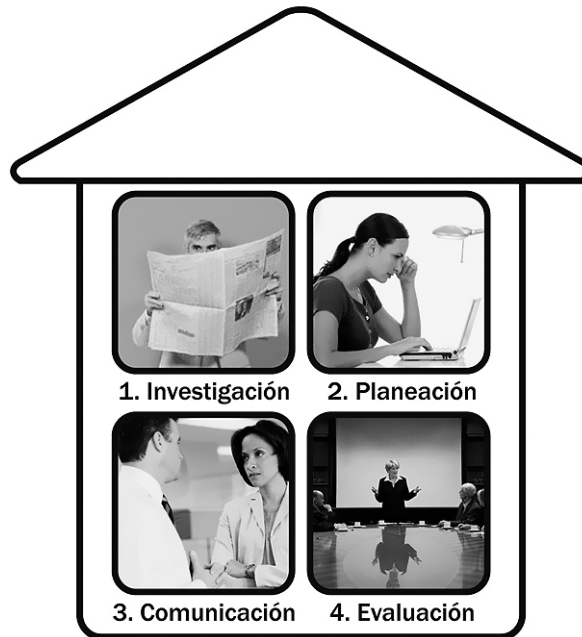 1. Investigación
2. Planeación
3. Comunicación
4. Evaluación